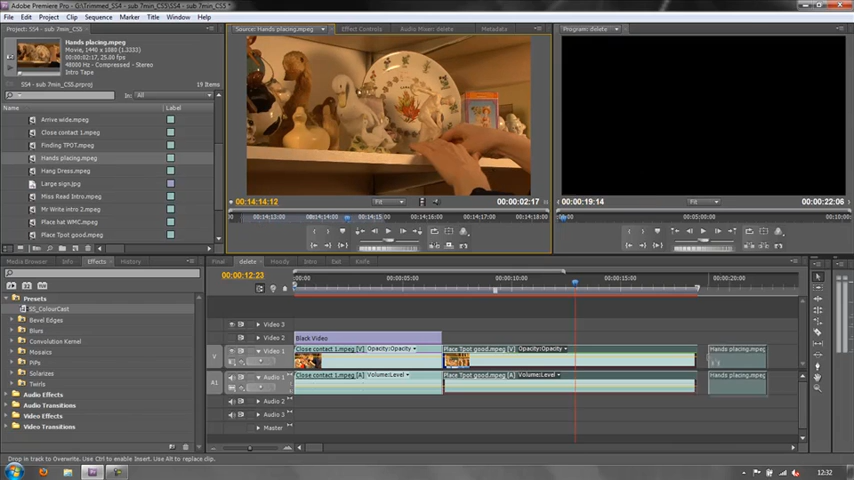 Adobe Premiere Pro - G:\Trimmed_SS4\SS4 - sub 7min_CS5 *
File Edit Project Clip Sequence Marker Title Window Help
Project: SS4 - sub 7min_CS5
Source: Hands placing.mpeg Effect Controls Audio Mixer: delete Metadata
Program: delete
Hands placing.mpeg
Movie, 1440 x 1080 (1.3333)
00:00:02:17, 25.00 fps
48000 Hz - Compressed - Stereo
Intro Tape
SS4 - sub 7min_CS5.prproj
19 Items
In: All
Name Label
Arrive wide.mpeg
Close contact 1.mpeg
Finding TPOT.mpeg
Hands placing.mpeg
Hang Dress.mpeg
Large sign.jpg
Miss Read Intro.mpeg
Mr Write intro 2.mpeg
Place hat WMC.mpeg
Place Tpot good.mpeg
00:14:14:12 Fit 00:00:02:17
00:00:19:14 Fit 00:00:22:06
00:14:12:00 00:14:14:00 00:14:15:00 00:14:16:00 00:14:17:00 00:14:18:00
00:00 00:05:00 00:10:0
Media Browser Info Effects History
Final delete Moody Intro Exit Knife
00:00:12:23
00:00 00:00:05:00 00:00:10:00 00:00:15:00 00:00:20:00
Presets
SS_ColourCast
Bevel Edges
Blurs
Convolution Kernel
Mosaics
PiPs
Solarizes
Twirls
Audio Effects
Audio Transitions
Video Effects
Video Transitions
Video 3
Video 2
Black Video
V
Video 1
Close contact 1.mpeg [V] Opacity:Opacity
Place Tpot good.mpeg [V] Opacity:Opacity
Hands placing.mpeg
A1
Audio 1
Close contact 1.mpeg [A] Volume:Level
Place Tpot good.mpeg [A] Volume:Level
Hands placing.mpeg
Audio 2
Audio 3
Master
Drop in track to Overwrite. Use Ctrl to enable Insert. Use Alt to replace clip.
12:32